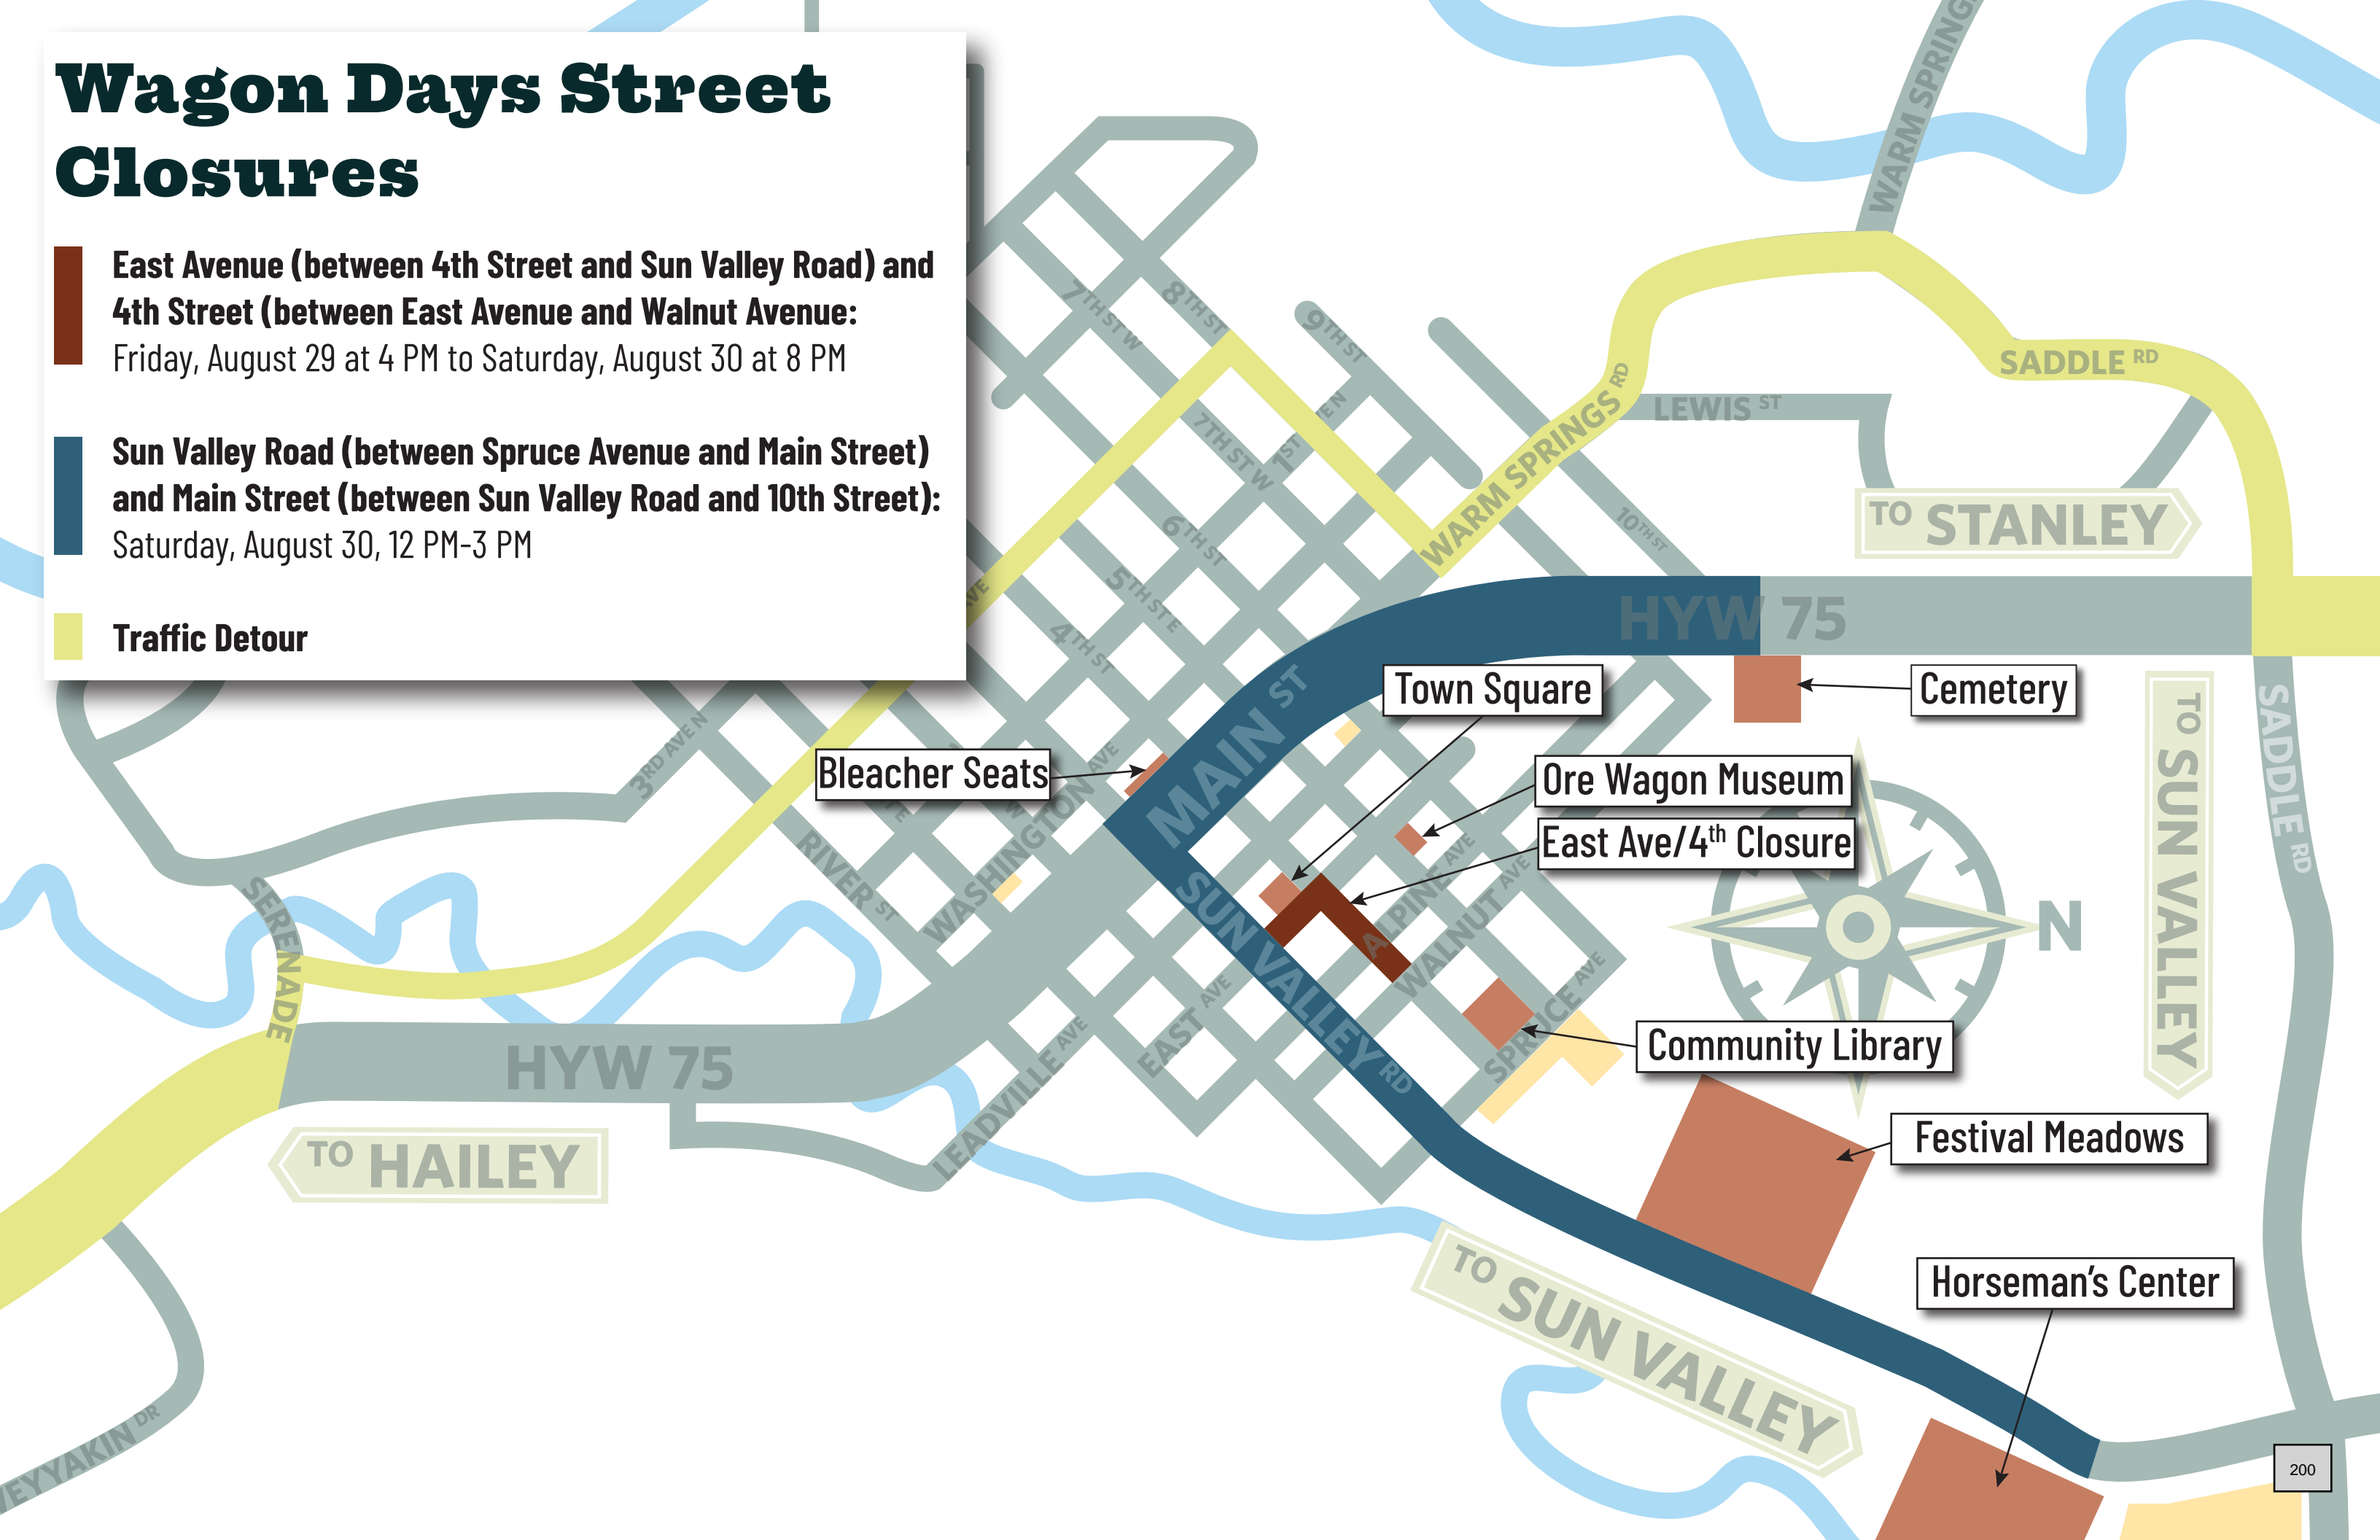 Wagon Days Street
Closures
East Avenue (between 4th Street and Sun Valley Road) and
4th Street (between East Avenue and Walnut Avenue:
Friday, August 29 at 4 PM to Saturday, August 30 at 8 PM
Sun Valley Road (between Spruce Avenue and Main Street)
and Main Street (between Sun Valley Road and 10th Street):
Saturday, August 30, 12 PM-3 PM
Traffic Detour
WARM SPRINGS
7TH ST W
8TH ST
9TH ST
SADDLE RD
LEWIS ST
WARM SPRINGS RD
7TH ST W
1ST
EN
TO STANLEY
10TH ST
6TH ST
5TH ST E
4TH ST
AVE
HYW 75
MAIN ST
Town Square
Cemetery
3RD AVE N
Bleacher Seats
Ore Wagon Museum
East Ave/4th Closure
TO SUN VALLEY
SADDLE RD
RIVER ST
WASHINGTON AVE
SUN VALLEY RD
ALPINE AVE
WALNUT AVE
N
SERENADE
EAST AVE
SPRUCE AVE
Community Library
HYW 75
LEADVILLE AVE
TO HAILEY
Festival Meadows
TO SUN VALLEY
Horseman's Center
EYYAKIN DR
200